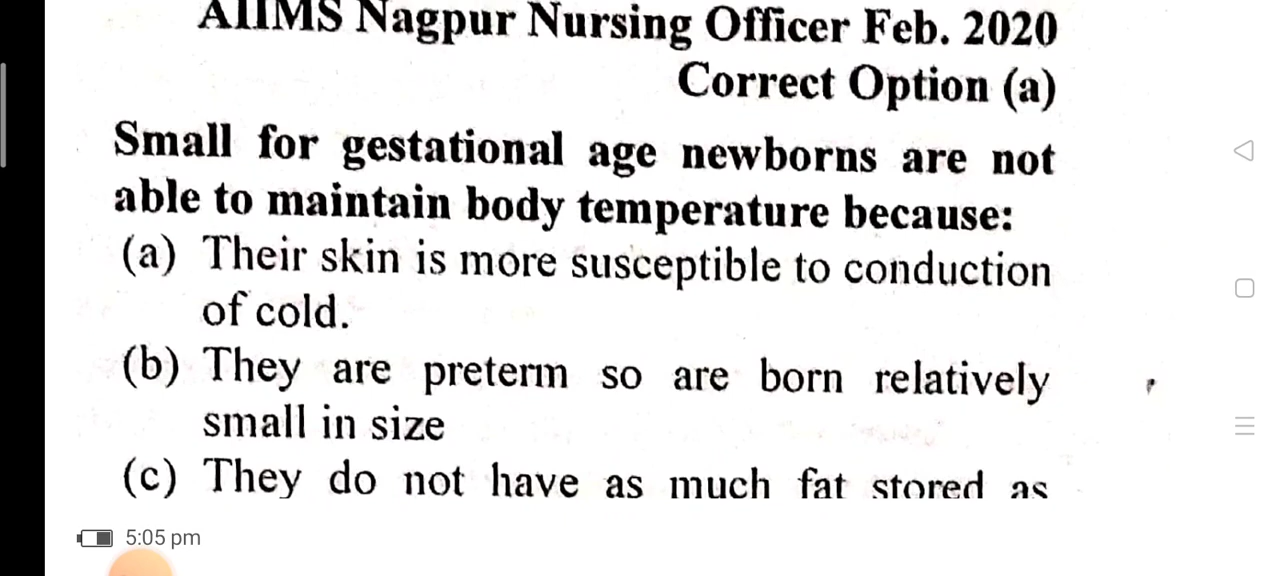 AIIMS Nagpur Nursing Officer Feb. 2020
Correct Option (a)
Small for gestational age newborns are not
able to maintain body temperature because:
(a) Their skin is more susceptible to conduction
of cold.
(b) They are preterm so are born relatively
small in size
(c) They do not have as much fat stored as
5:05 pm